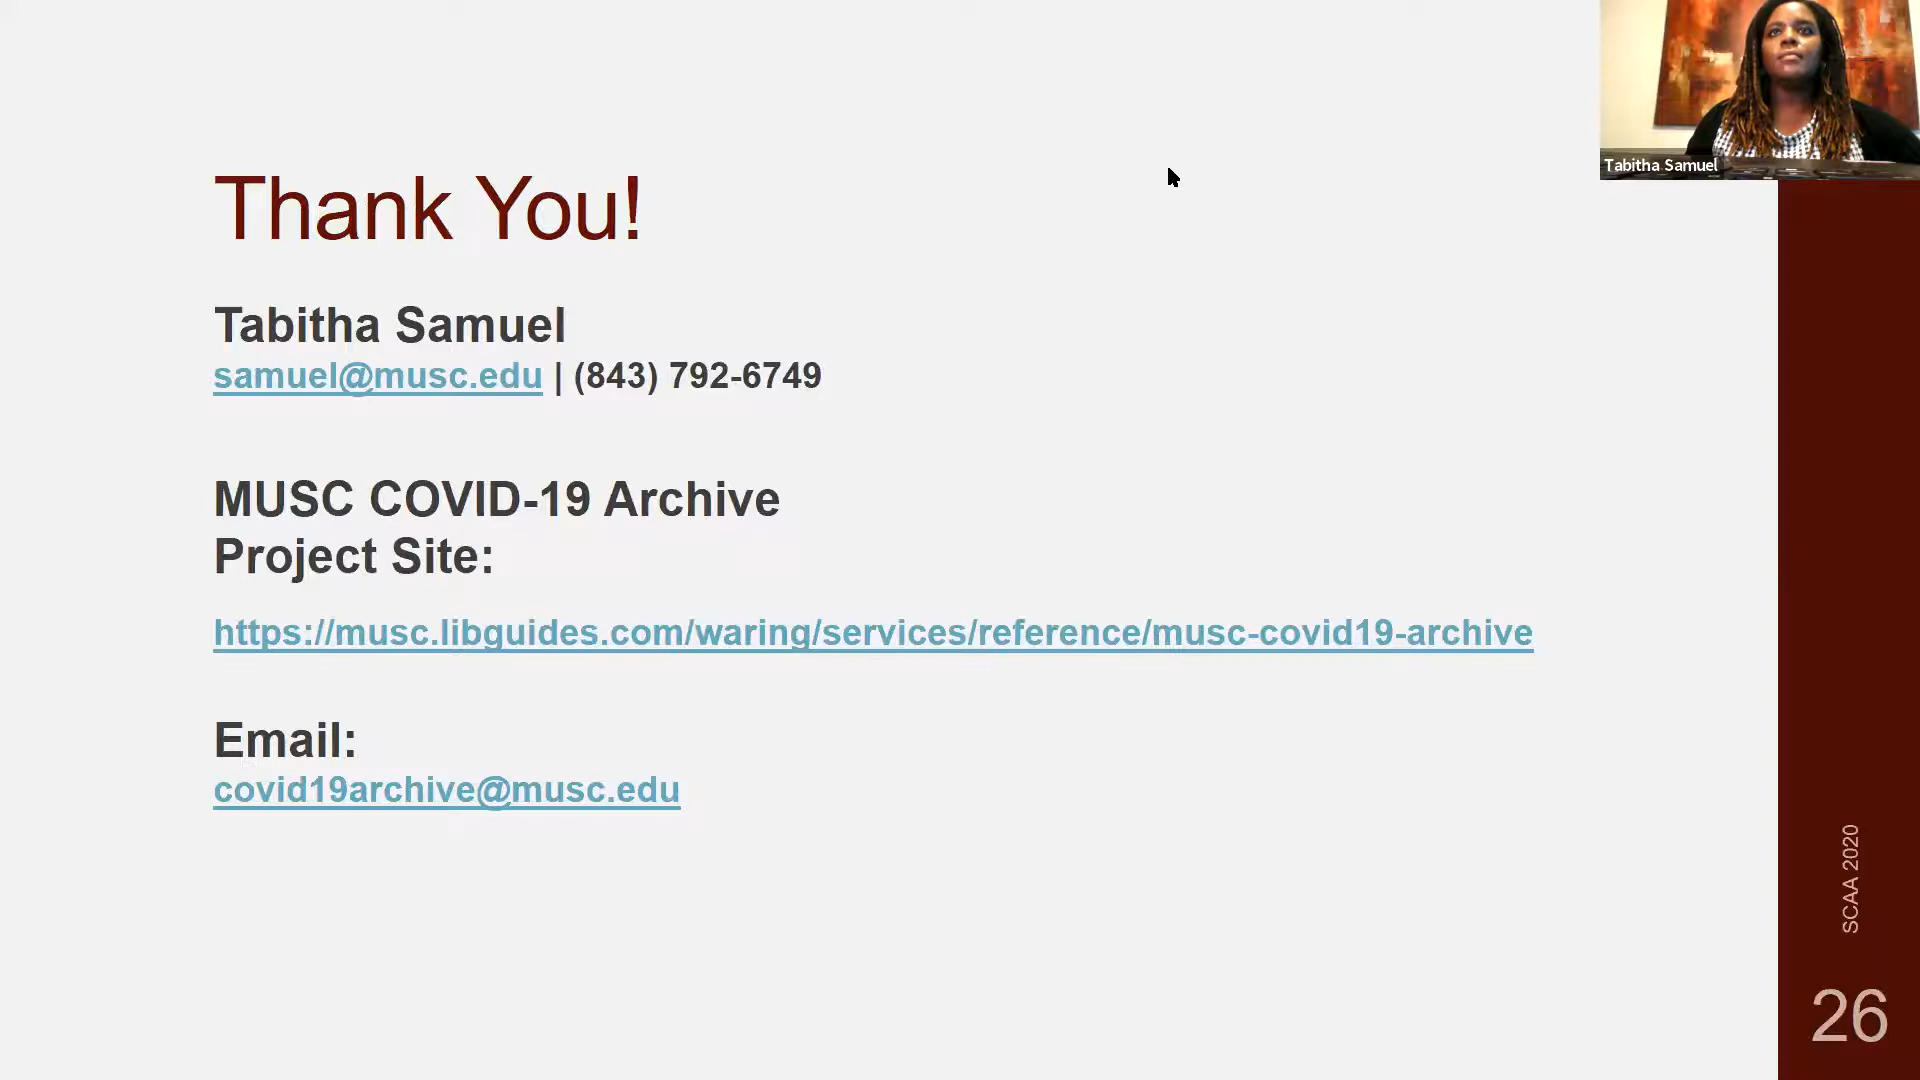 Tabitha Samuel
Thank You!
Tabitha Samuel
samuel@musc.edu | (843) 792-6749
MUSC COVID-19 Archive
Project Site:
https://musc.libguides.com/waring/services/reference/musc-covid19-archive
Email:
covid19archive@musc.edu
SCAA 2020
26